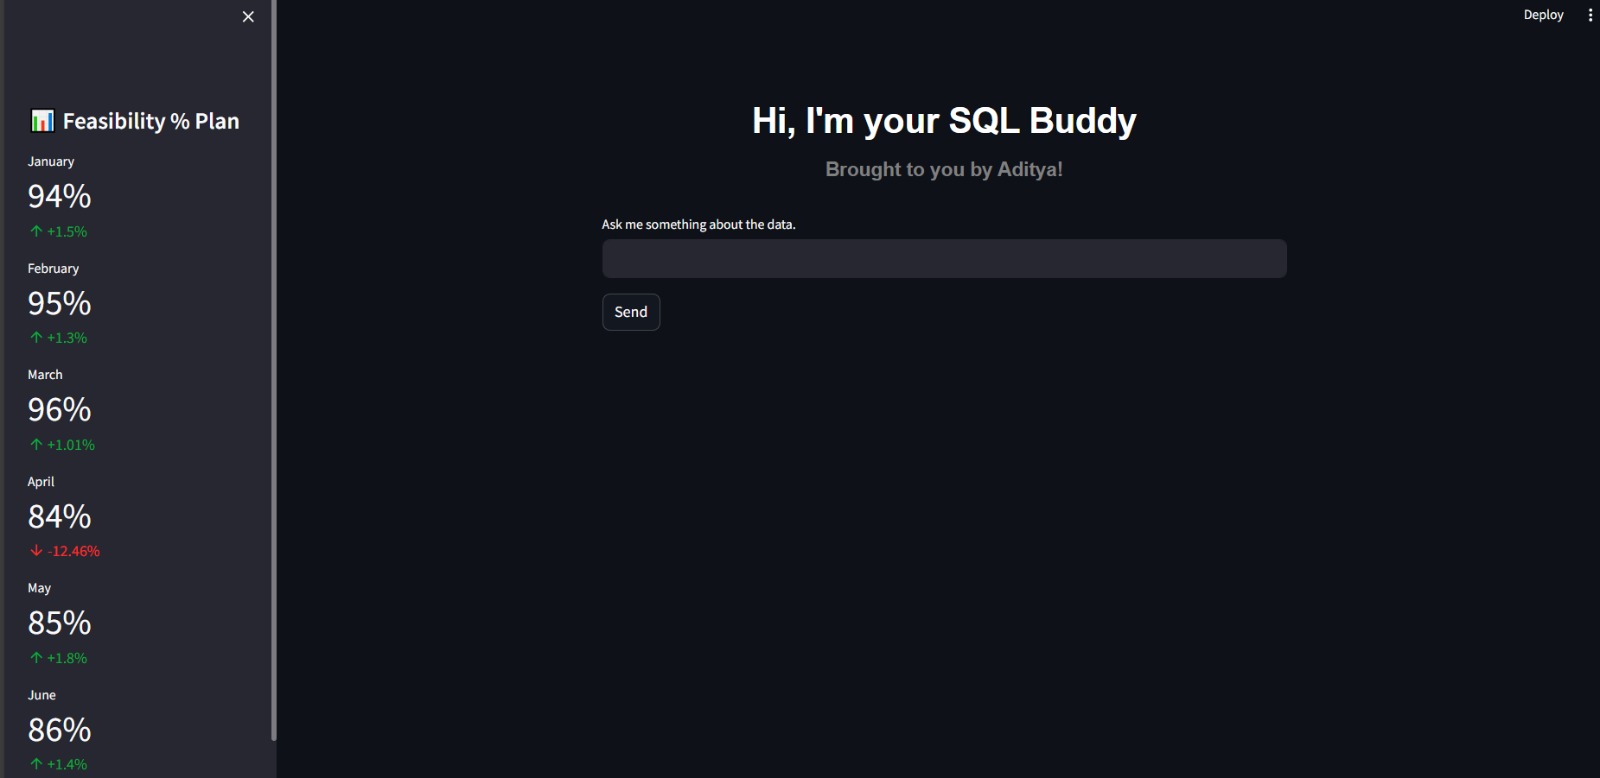 Feasibility % Plan
January
94%
↑ +1.5%
February
95%
↑ +1.3%
March
96%
↑ +1.01%
April
84%
↓ -12.46%
May
85%
↑ +1.8%
June
86%
↑ +1.4%
Deploy
Hi, I'm your SQL Buddy
Brought to you by Aditya!
Ask me something about the data.
Send